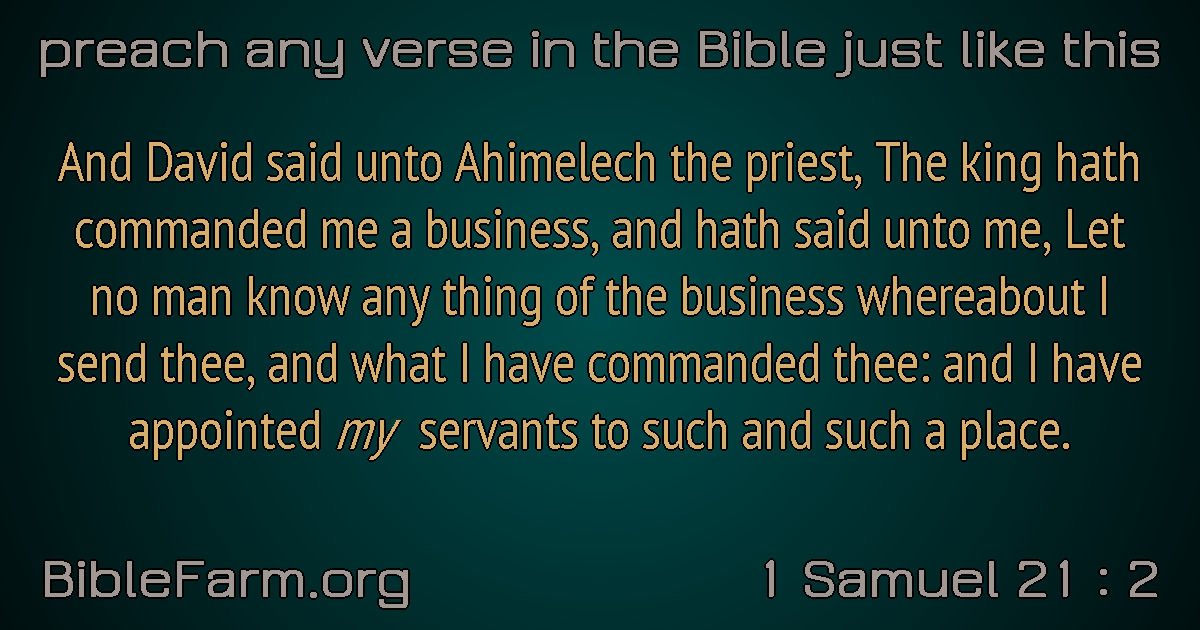 preach any verse in the Bible just like this
And David said unto Ahimelech the priest, The king hath
commanded me a business, and hath said unto me, Let
no man know any thing of the business whereabout I
send thee, and what I have commanded thee: and I have
appointed my servants to such and such a place.
BibleFarm.org
1 Samuel 21 : 2